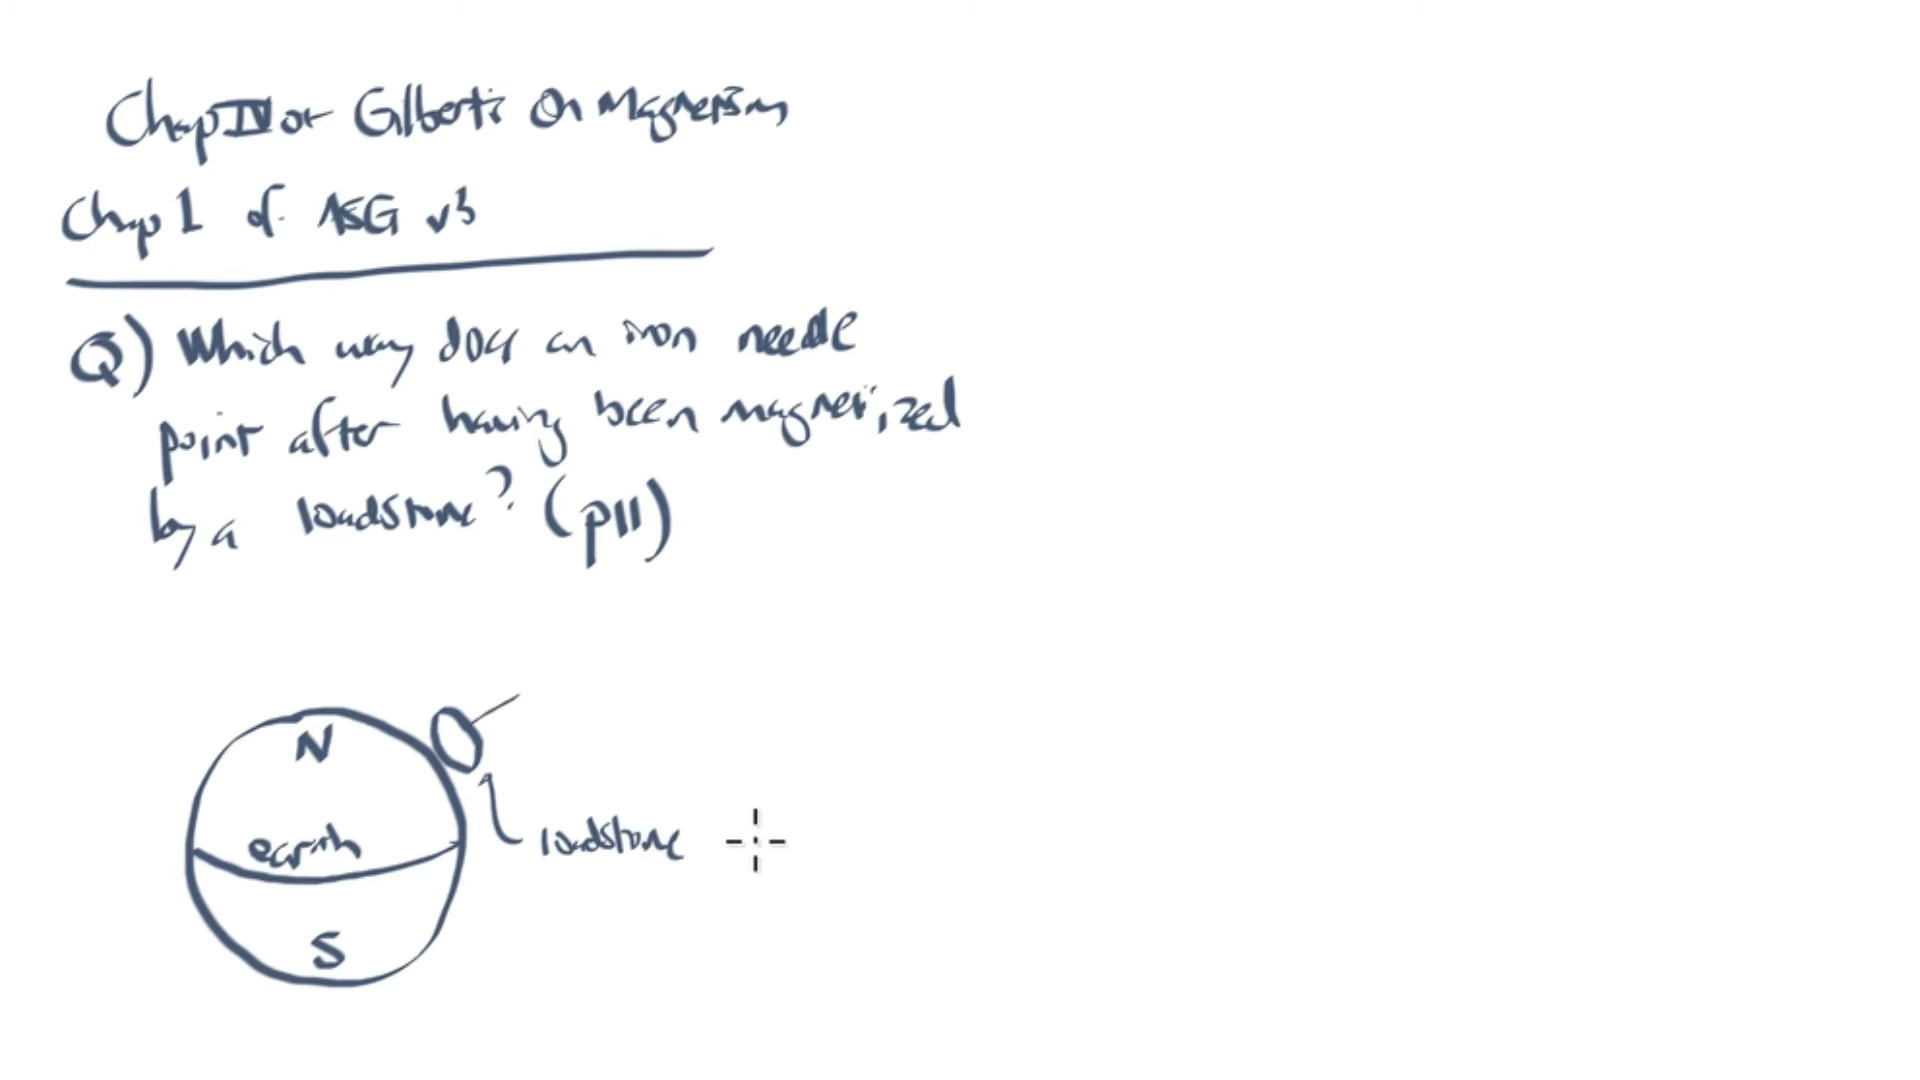 Chap IV of Gilbert's On Magnetism
Chap 1 of ASG v3
Q) Which way does an iron needle
point after having been magnetized
by a loadstone? (p11)
N
earth
loadstone
S